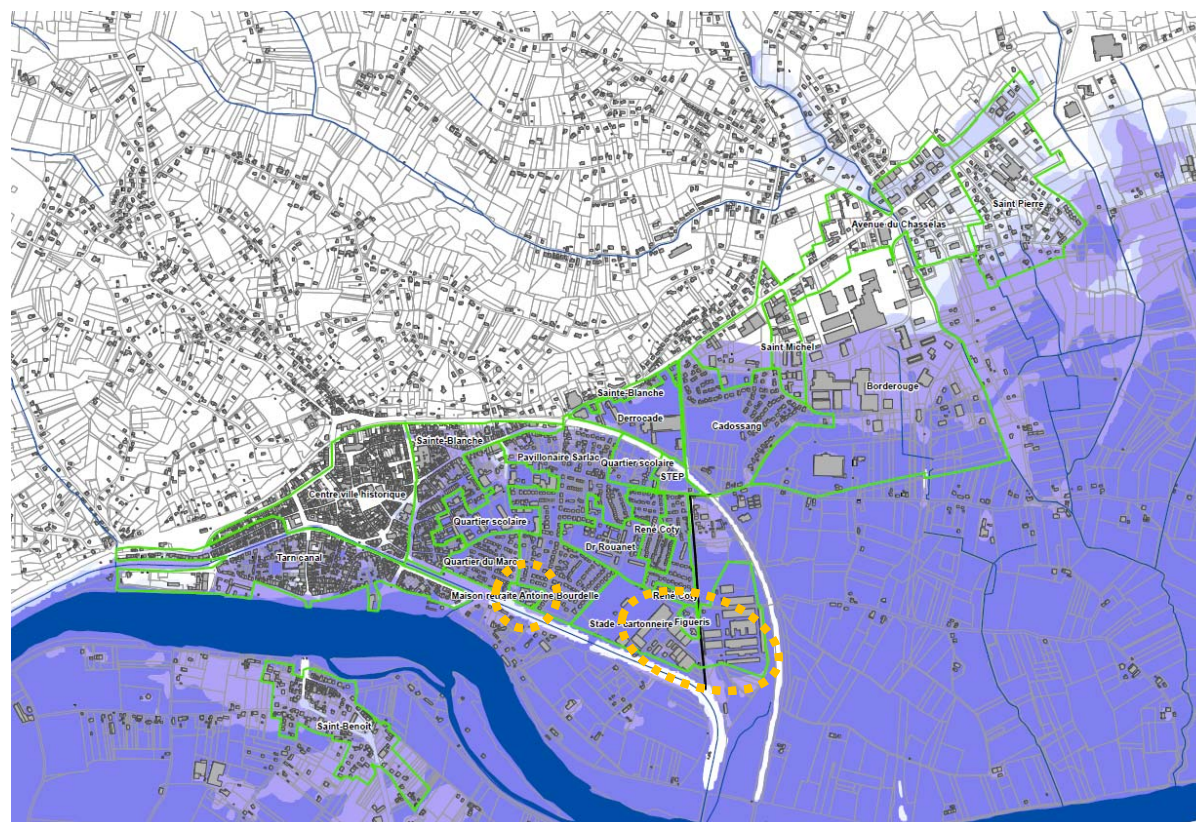 Saint Pierre
Avenue du Chasselas
Saint Michel
Borderouge
Sainte-Blanche
Derrocade
Cadossang
Sainte-Blanche
Pavillonaire Sarlac
Quartier scolaire
STEP
Centre ville historique
Quartier scolaire
René Coty
Dr Rouanet
Tarn/canal
Quartier du Maroc
Maison retraite Antoine Bourdelle
René Coty
Stade - cartonneire
Figuéris
Saint-Benoit